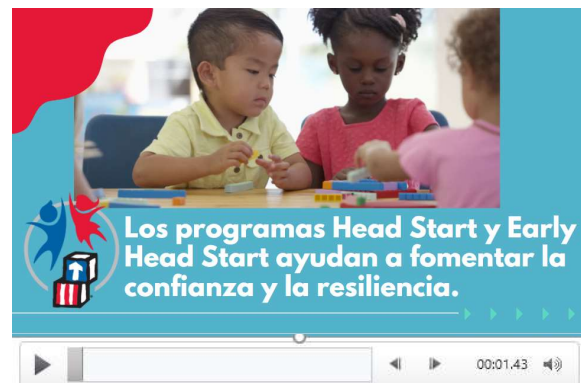 Los programas Head Start y Early
Head Start ayudan a fomentar la
confianza y la resiliencia.
00:01.43